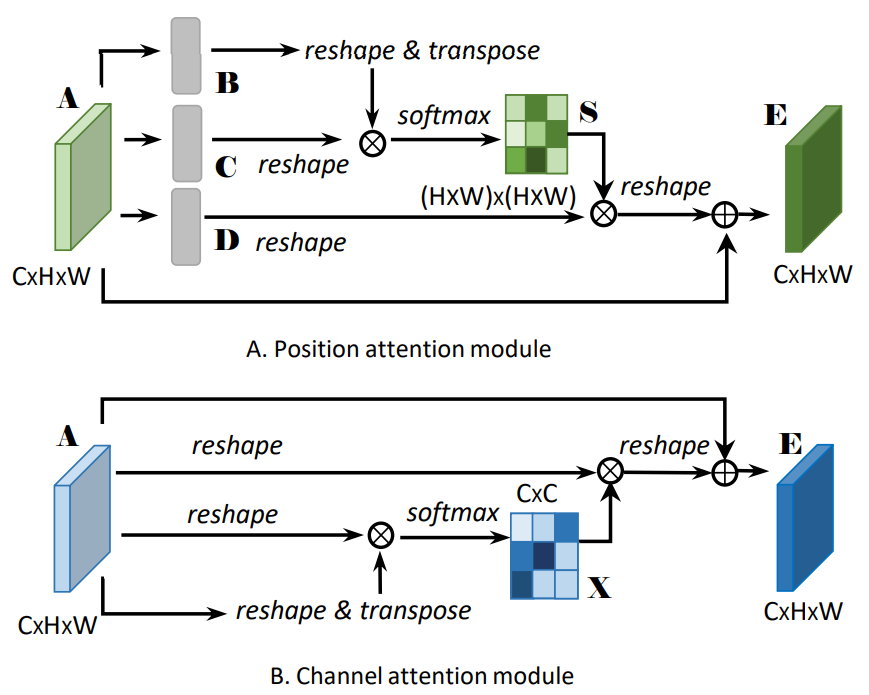 reshape & transpose
B
A
softmax
S
E
C
reshape
(HxW)x(HxW)
reshape
D
reshape
CxHxW
CxHxW
A. Position attention module
A
reshape
reshape
E
CxC
reshape
softmax
X
reshape & transpose
CxHxW
CxHxW
B. Channel attention module